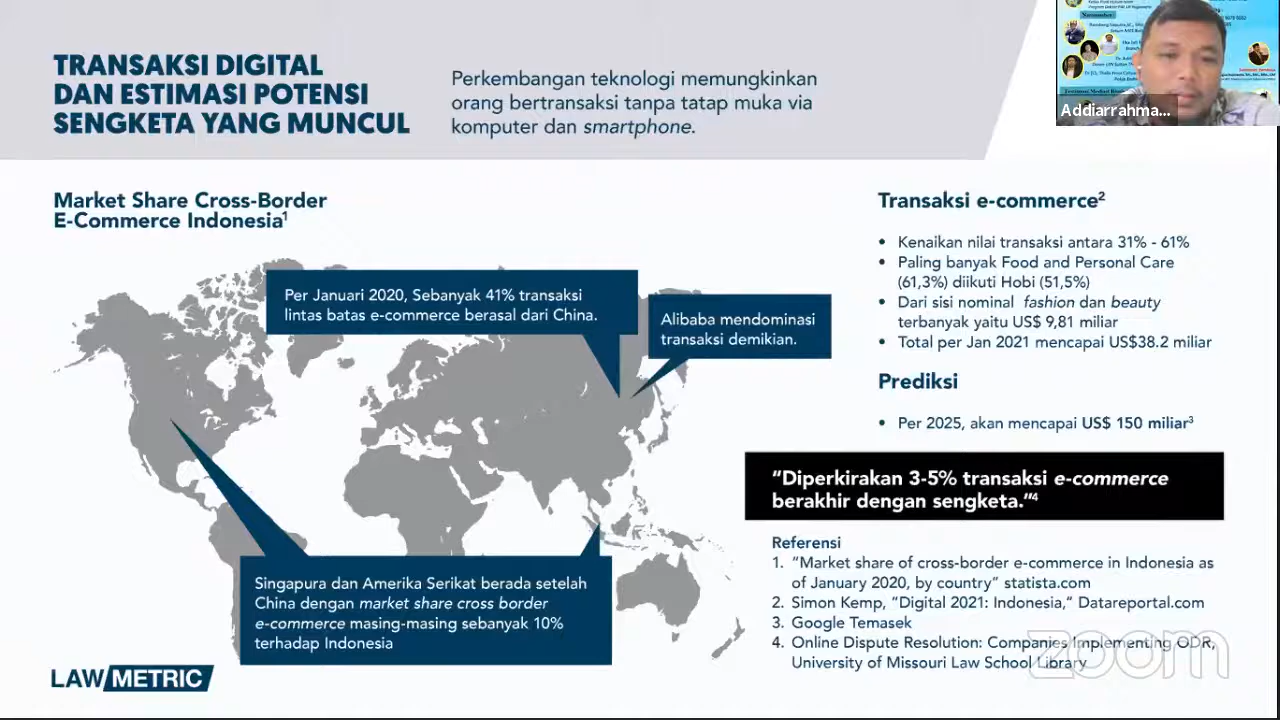 TRANSAKSI DIGITAL
DAN ESTIMASI POTENSI
SENGKETA YANG MUNCUL
Perkembangan teknologi memungkinkan
orang bertransaksi tanpa tatap muka via
komputer dan smartphone.
Addiarrahma...
Market Share Cross-Border
E-Commerce Indonesia¹
Per Januari 2020, Sebanyak 41% transaksi
lintas batas e-commerce berasal dari China.
Alibaba mendominasi
transaksi demikian.
Singapura dan Amerika Serikat berada setelah
China dengan market share cross border
e-commerce masing-masing sebanyak 10%
terhadap Indonesia
Transaksi e-commerce²
• Kenaikan nilai transaksi antara 31% - 61%
• Paling banyak Food and Personal Care
(61,3%) diikuti Hobi (51,5%)
• Dari sisi nominal fashion dan beauty
terbanyak yaitu US$ 9,81 miliar
• Total per Jan 2021 mencapai US$38.2 miliar
Prediksi
• Per 2025, akan mencapai US$ 150 miliar³
"Diperkirakan 3-5% transaksi e-commerce
berakhir dengan sengketa."⁴
Referensi
1. "Market share of cross-border e-commerce in Indonesia as
of January 2020, by country" statista.com
2. Simon Kemp, "Digital 2021: Indonesia," Datareportal.com
3. Google Temasek
4. Online Dispute Resolution: Companies Implementing ODR,
University of Missouri Law School Library
zoom
LAWMETRIC